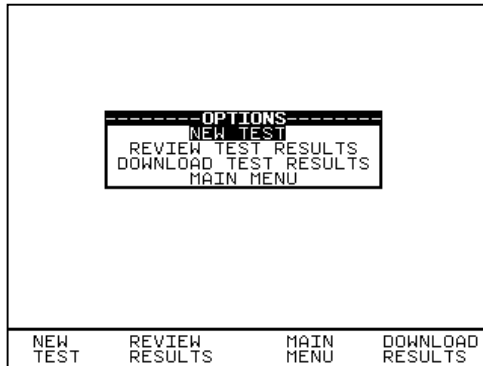 --------OPTIONS--------
NEW TEST
REVIEW TEST RESULTS
DOWNLOAD TEST RESULTS
MAIN MENU
NEW TEST
REVIEW RESULTS
MAIN MENU
DOWNLOAD RESULTS